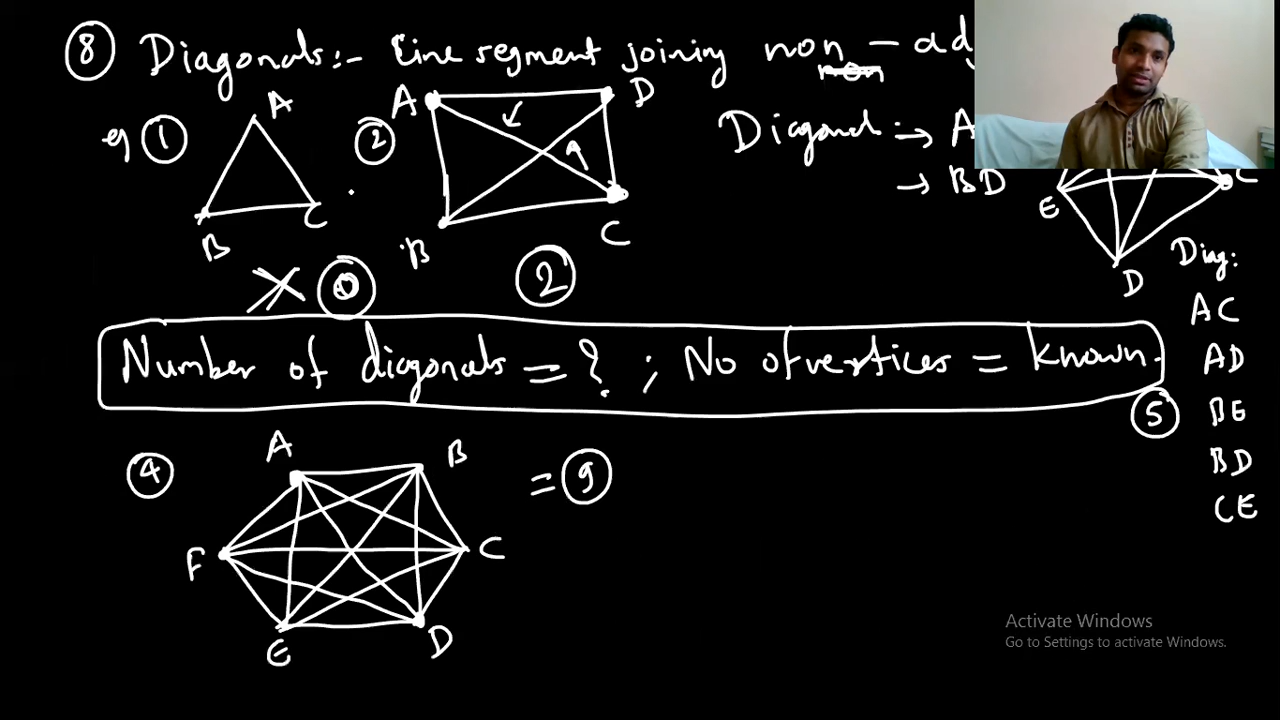 8 Diagonals:- Line segment joining non - ad
non
eg 1 A B C
2 A D B C
Diagonal :→ A
→ BD
E C D
Diag:
AC
AD
BE
BD
CE
X 0
2
Number of diagonals = ? ; No of vertices = known.
5
4 A B C D E F
= 9
Activate Windows
Go to Settings to activate Windows.